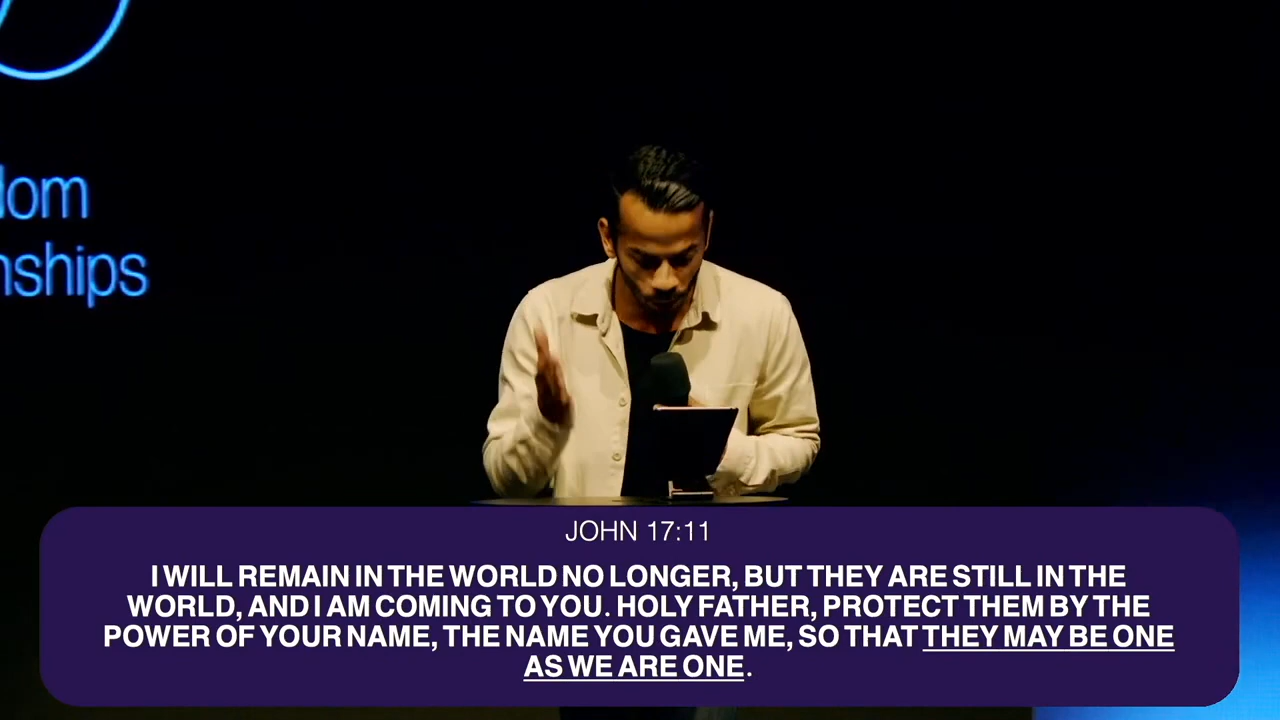 dom
nships
JOHN 17:11
I WILL REMAIN IN THE WORLD NO LONGER, BUT THEY ARE STILL IN THE
WORLD, AND I AM COMING TO YOU. HOLY FATHER, PROTECT THEM BY THE
POWER OF YOUR NAME, THE NAME YOU GAVE ME, SO THAT THEY MAY BE ONE
AS WE ARE ONE.